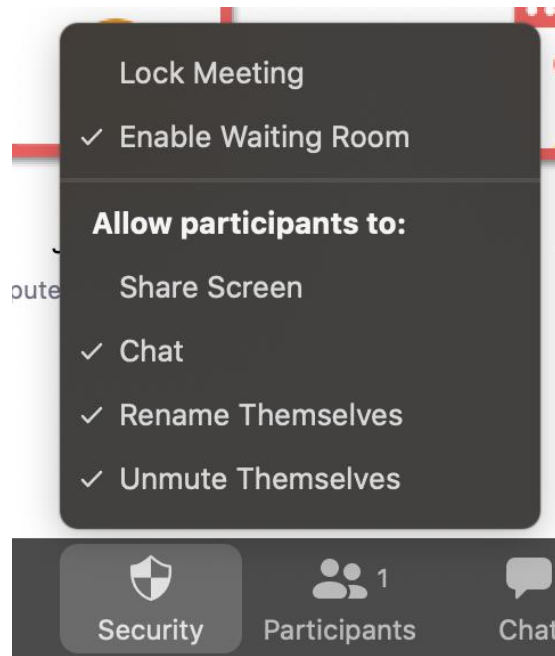 Lock Meeting
✓ Enable Waiting Room
Allow participants to:
Share Screen
✓ Chat
✓ Rename Themselves
✓ Unmute Themselves
1
Security
Participants
Chat